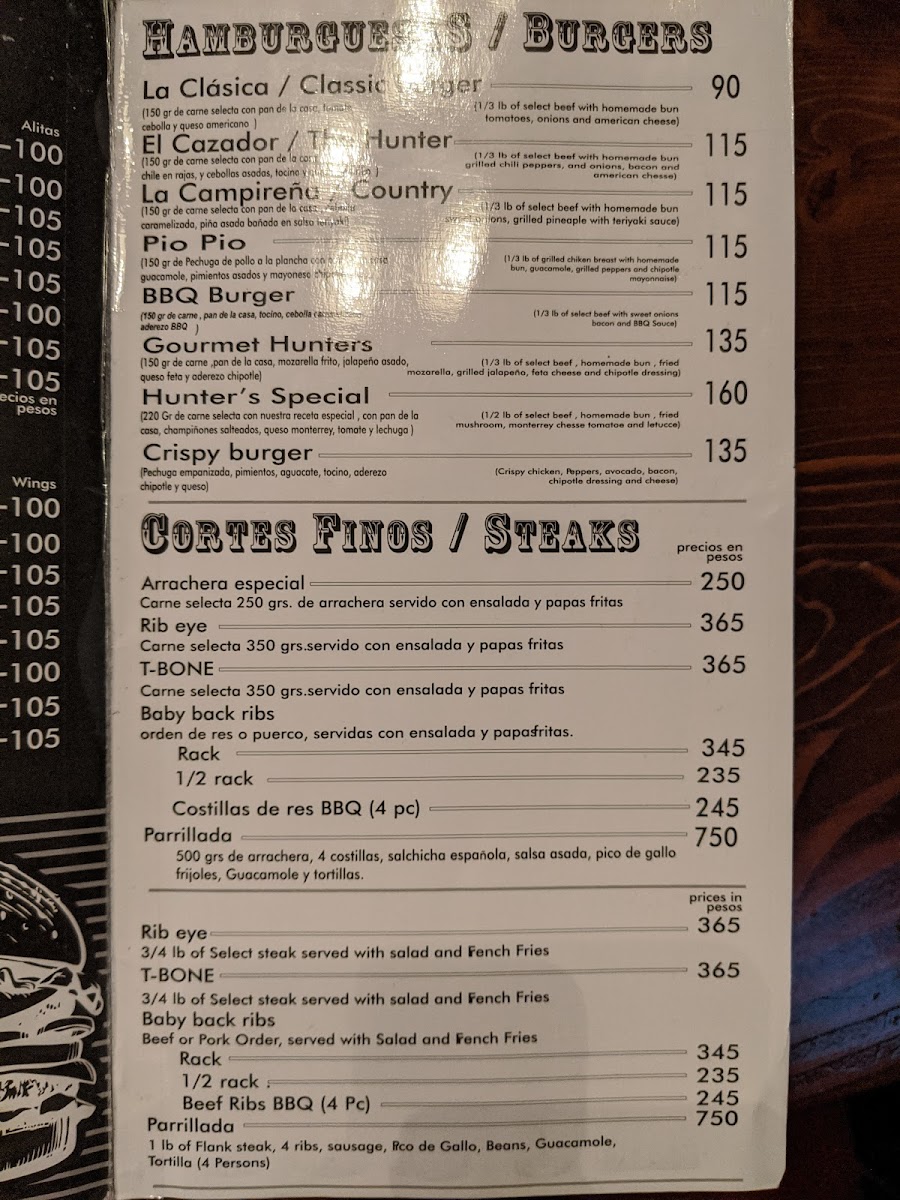 Alitas
-100
-100
-105
-105
-105
-100
-105
-105
ecios en
pesos
Wings
-100
-100
-105
-105
-105
-100
-105
-105
HAMBURGUESAS / BURGERS
La Clásica / Classic Burger 90
(150 gr de carne selecta con pan de la casa, tomate,
cebolla y queso americano )
(1/3 lb of select beef with homemade bun
tomatoes, onions and american cheese)
El Cazador / The Hunter 115
(150 gr de carne selecta con pan de la
chile en rajas, y cebollas asadas, tocino )
(1/3 lb of select beef with homemade bun
grilled chili peppers, and onions, bacon and
american chesse)
La Campireña / Country 115
(150 gr de carne selecta con pan de la casa, cebolla
caramelizada, piña asada bañada en salsa teriyaki)
(1/3 lb of select beef with homemade bun
sweet onions, grilled pineaple with teriyaki sauce)
Pio Pio 115
(150 gr de Pechuga de pollo a la plancha con
guacamole, pimientos asados y mayonesa
(1/3 lb of grilled chiken breast with homemade
bun, guacamole, grilled peppers and chipotle
mayonnaise)
BBQ Burger 115
(150 gr de carne , pan de la casa, tocino, cebolla
aderezo BBQ )
(1/3 lb of select beef with sweet onions
bacon and BBQ Sauce)
Gourmet Hunters 135
(150 gr de carne ,pan de la casa, mozarella frito, jalapeño asado,
queso feta y aderezo chipotle)
(1/3 lb of select beef , homemade bun , fried
mozarella, grilled jalapeño, feta cheese and chipotle dressing)
Hunter's Special 160
(220 Gr de carne selecta con nuestra receta especial , con pan de la
casa, champiñones salteados, queso monterrey, tomate y lechuga )
(1/2 lb of select beef , homemade bun , fried
mushroom, monterrey chesse tomatoe and letucce)
Crispy burger 135
(Pechuga empanizada, pimientos, aguacate, tocino, aderezo
chipotle y queso)
(Crispy chicken, Peppers, avocado, bacon,
chipotle dressing and cheese)
CORTES FINOS / STEAKS
precios en
pesos
Arrachera especial 250
Carne selecta 250 grs. de arrachera servido con ensalada y papas fritas
Rib eye 365
Carne selecta 350 grs.servido con ensalada y papas fritas
T-BONE 365
Carne selecta 350 grs.servido con ensalada y papas fritas
Baby back ribs
orden de res o puerco, servidas con ensalada y papasfritas.
Rack 345
1/2 rack 235
Costillas de res BBQ (4 pc) 245
Parrillada 750
500 grs de arrachera, 4 costillas, salchicha española, salsa asada, pico de gallo
frijoles, Guacamole y tortillas.
prices in
pesos
Rib eye 365
3/4 lb of Select steak served with salad and Fench Fries
T-BONE 365
3/4 lb of Select steak served with salad and Fench Fries
Baby back ribs
Beef or Pork Order, served with Salad and Fench Fries
Rack 345
1/2 rack : 235
Beef Ribs BBQ (4 Pc) 245
Parrillada 750
1 lb of Flank steak, 4 ribs, sausage, Pico de Gallo, Beans, Guacamole,
Tortilla (4 Persons)